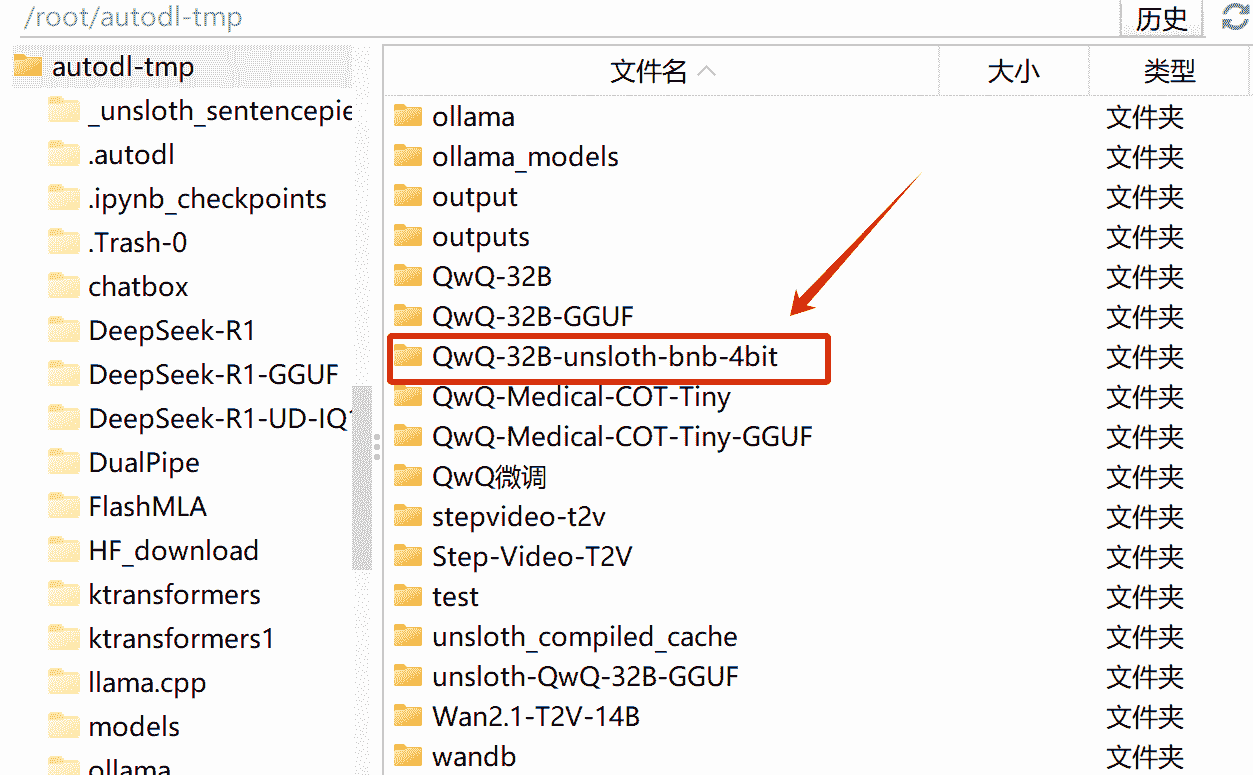 /root/autodl-tmp
历史
autodl-tmp
_unsloth_sentencepie
.autodl
.ipynb_checkpoints
.Trash-0
chatbox
DeepSeek-R1
DeepSeek-R1-GGUF
DeepSeek-R1-UD-IQ1
DualPipe
FlashMLA
HF_download
ktransformers
ktransformers1
llama.cpp
models
ollama
文件名 大小 类型
ollama 文件夹
ollama_models 文件夹
output 文件夹
outputs 文件夹
QwQ-32B 文件夹
QwQ-32B-GGUF 文件夹
QwQ-32B-unsloth-bnb-4bit 文件夹
QwQ-Medical-COT-Tiny 文件夹
QwQ-Medical-COT-Tiny-GGUF 文件夹
QwQ微调 文件夹
stepvideo-t2v 文件夹
Step-Video-T2V 文件夹
test 文件夹
unsloth_compiled_cache 文件夹
unsloth-QwQ-32B-GGUF 文件夹
Wan2.1-T2V-14B 文件夹
wandb 文件夹